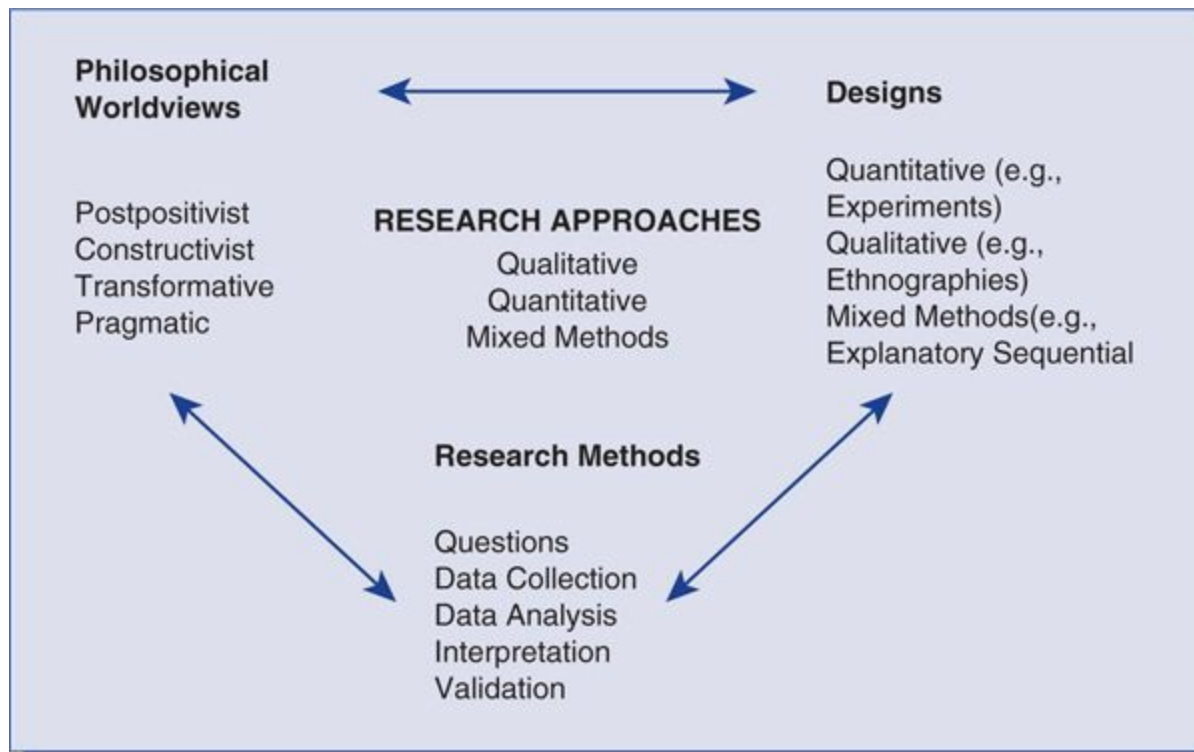 Philosophical
Worldviews
Designs
Postpositivist
Constructivist
Transformative
Pragmatic
RESEARCH APPROACHES
Qualitative
Quantitative
Mixed Methods
Quantitative (e.g.,
Experiments)
Qualitative (e.g.,
Ethnographies)
Mixed Methods(e.g.,
Explanatory Sequential
Research Methods
Questions
Data Collection
Data Analysis
Interpretation
Validation